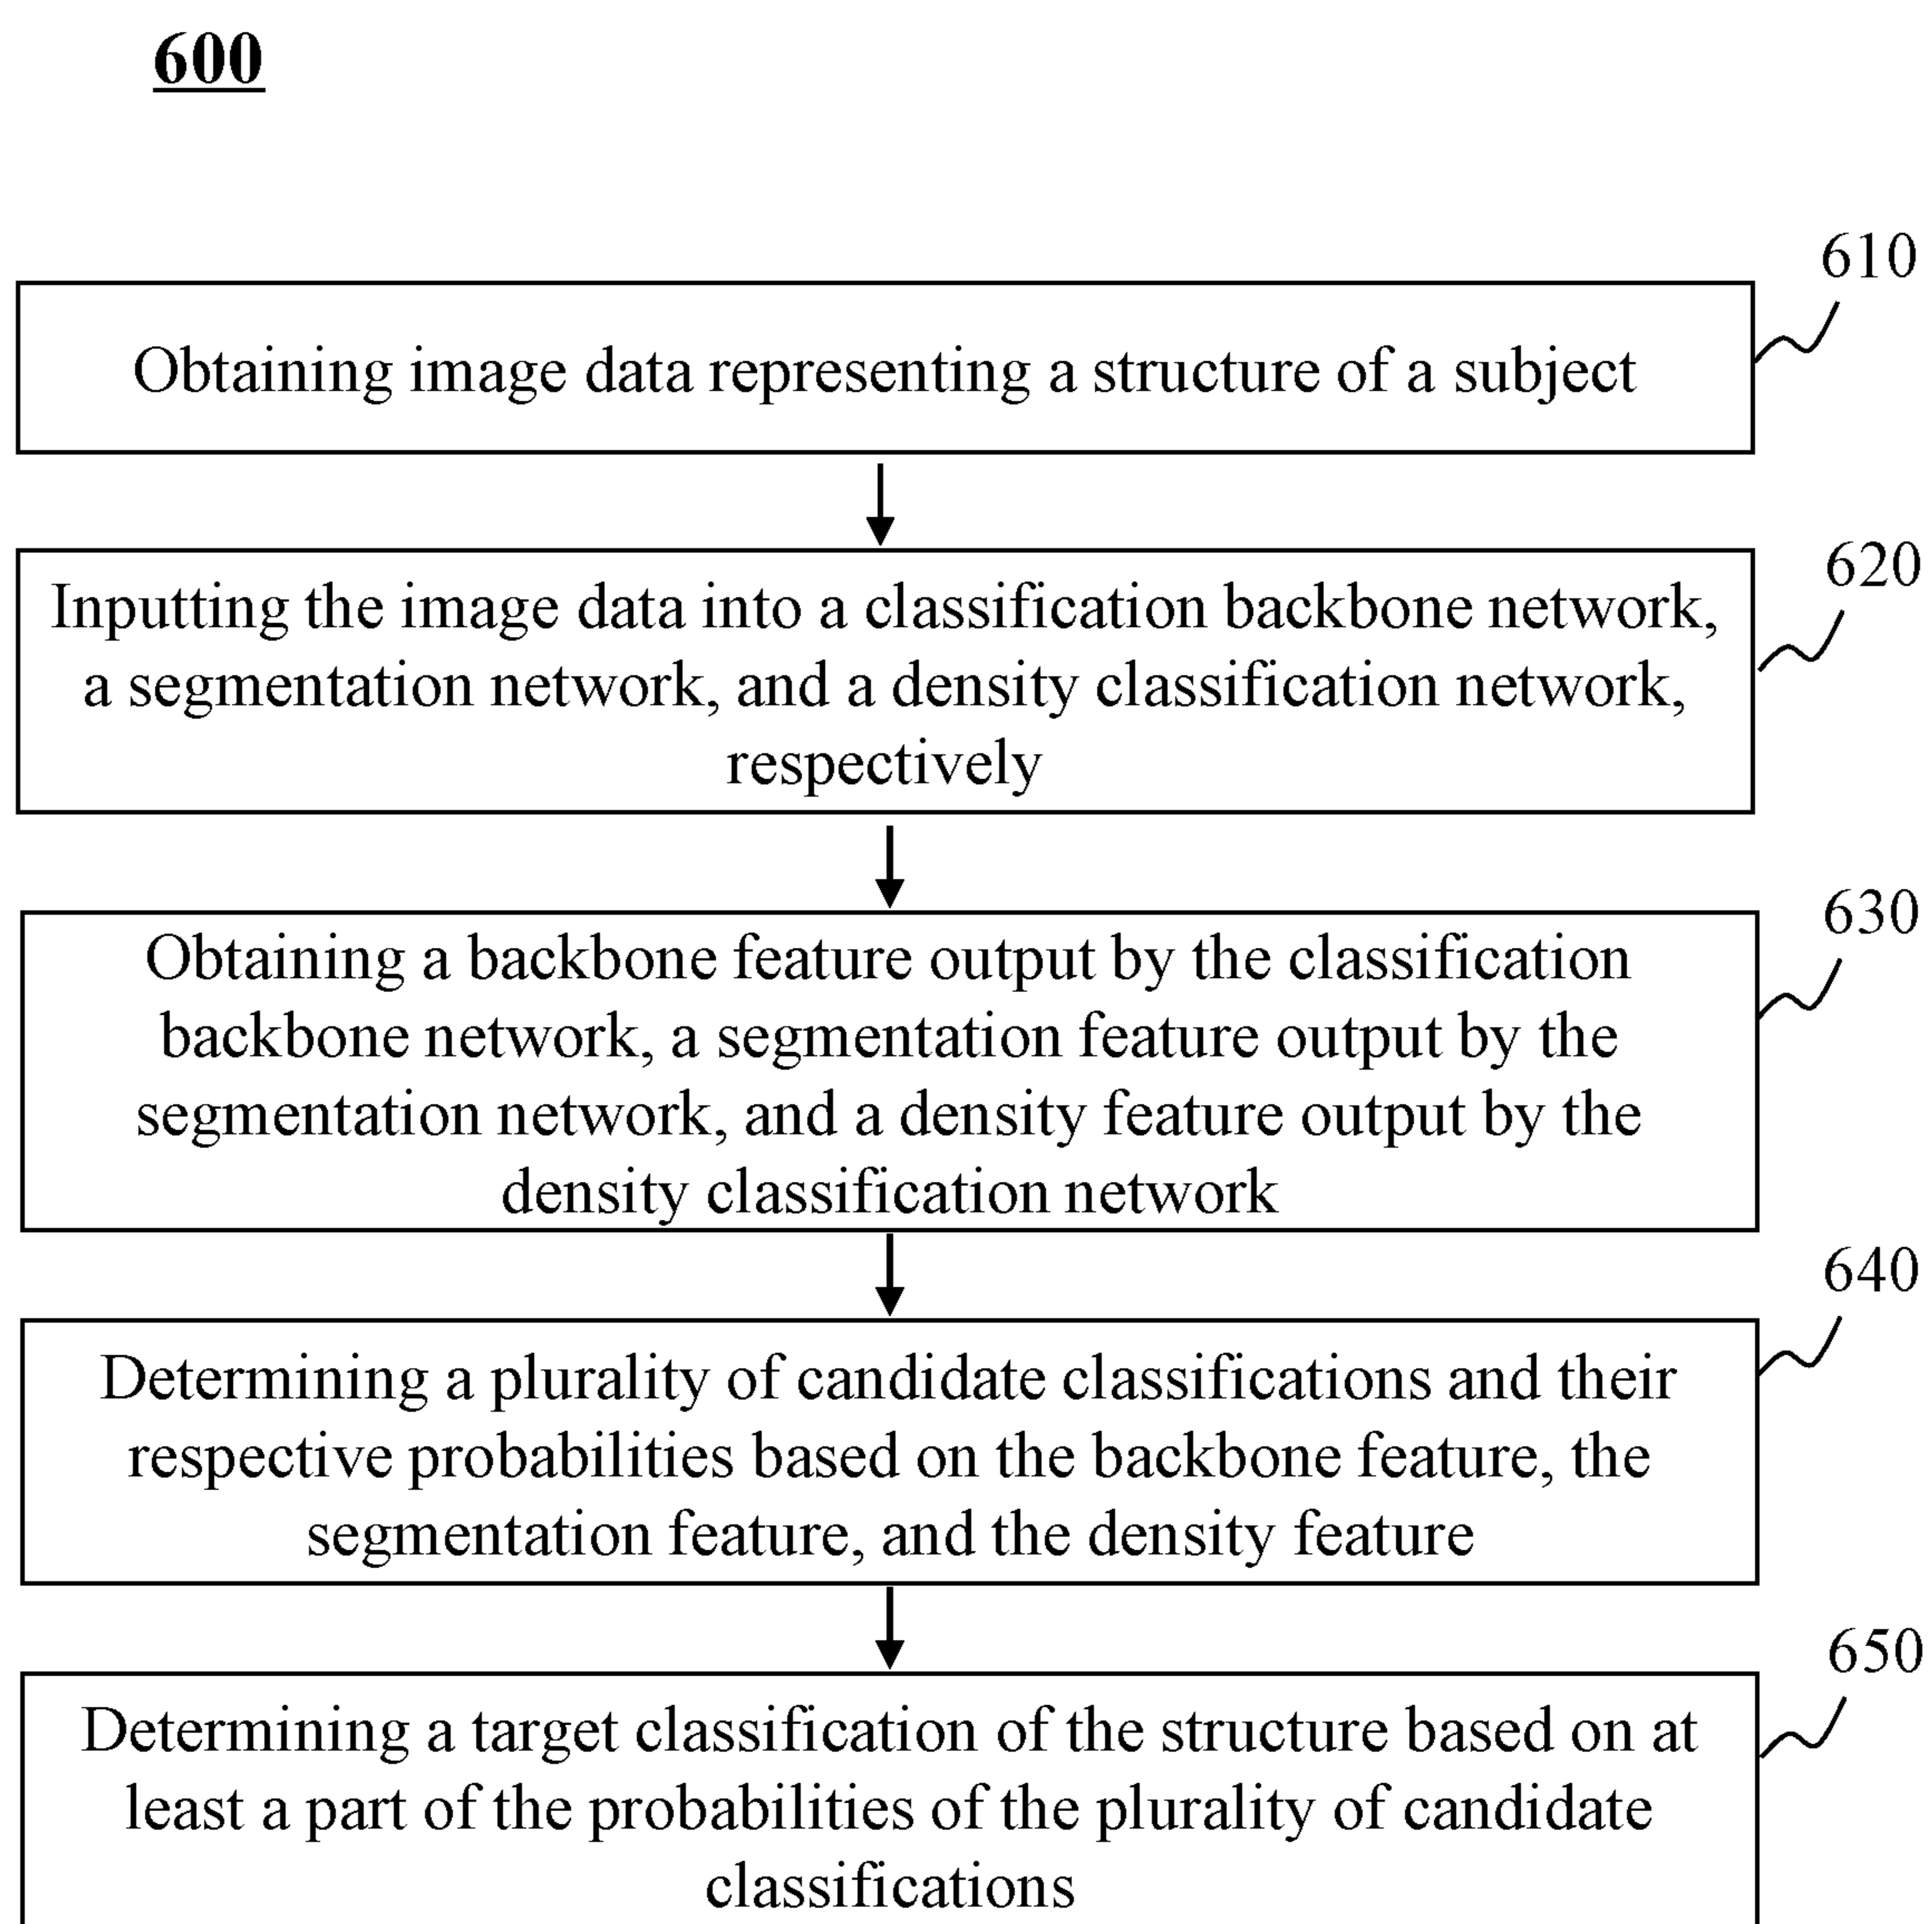 600
610
Obtaining image data representing a structure of a subject
620
Inputting the image data into a classification backbone network,
a segmentation network, and a density classification network,
respectively
630
Obtaining a backbone feature output by the classification
backbone network, a segmentation feature output by the
segmentation network, and a density feature output by the
density classification network
640
Determining a plurality of candidate classifications and their
respective probabilities based on the backbone feature, the
segmentation feature, and the density feature
650
Determining a target classification of the structure based on at
least a part of the probabilities of the plurality of candidate
classifications